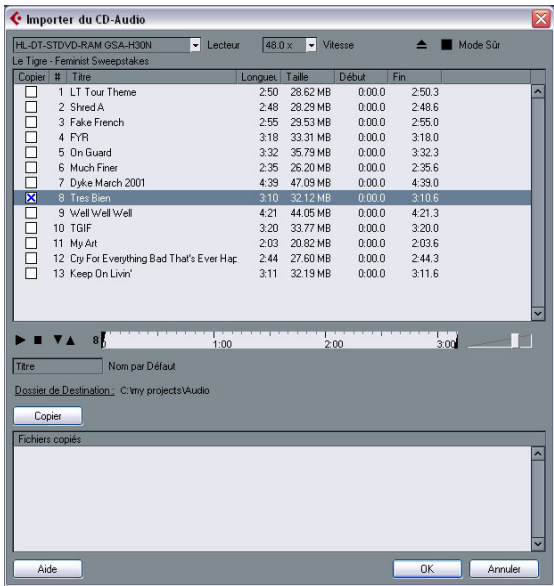 Importer du CD-Audio
HL-DT-STDVD-RAM GSA-H30N Lecteur 48.0 x Vitesse Mode Sûr
Le Tigre - Feminist Sweepstakes
Copier # Titre Longueu Taille Début Fin
1 LT Tour Theme 2:50 28.62 MB 0:00.0 2:50.3
2 Shred A 2:48 28.29 MB 0:00.0 2:48.6
3 Fake French 2:55 29.53 MB 0:00.0 2:55.0
4 FYR 3:18 33.31 MB 0:00.0 3:18.0
5 On Guard 3:32 35.79 MB 0:00.0 3:32.3
6 Much Finer 2:35 26.20 MB 0:00.0 2:35.6
7 Dyke March 2001 4:39 47.09 MB 0:00.0 4:39.0
8 Tres Bien 3:10 32.12 MB 0:00.0 3:10.6
9 Well Well Well 4:21 44.05 MB 0:00.0 4:21.3
10 TGIF 3:20 33.77 MB 0:00.0 3:20.0
11 My Art 2:03 20.82 MB 0:00.0 2:03.6
12 Cry For Everything Bad That's Ever Hap 2:44 27.60 MB 0:00.0 2:44.3
13 Keep On Livin' 3:11 32.19 MB 0:00.0 3:11.6
8 0 1:00 2:00 3:00
Titre Nom par Défaut
Dossier de Destination : C:\my projects\Audio
Copier
Fichiers copiés
Aide OK Annuler